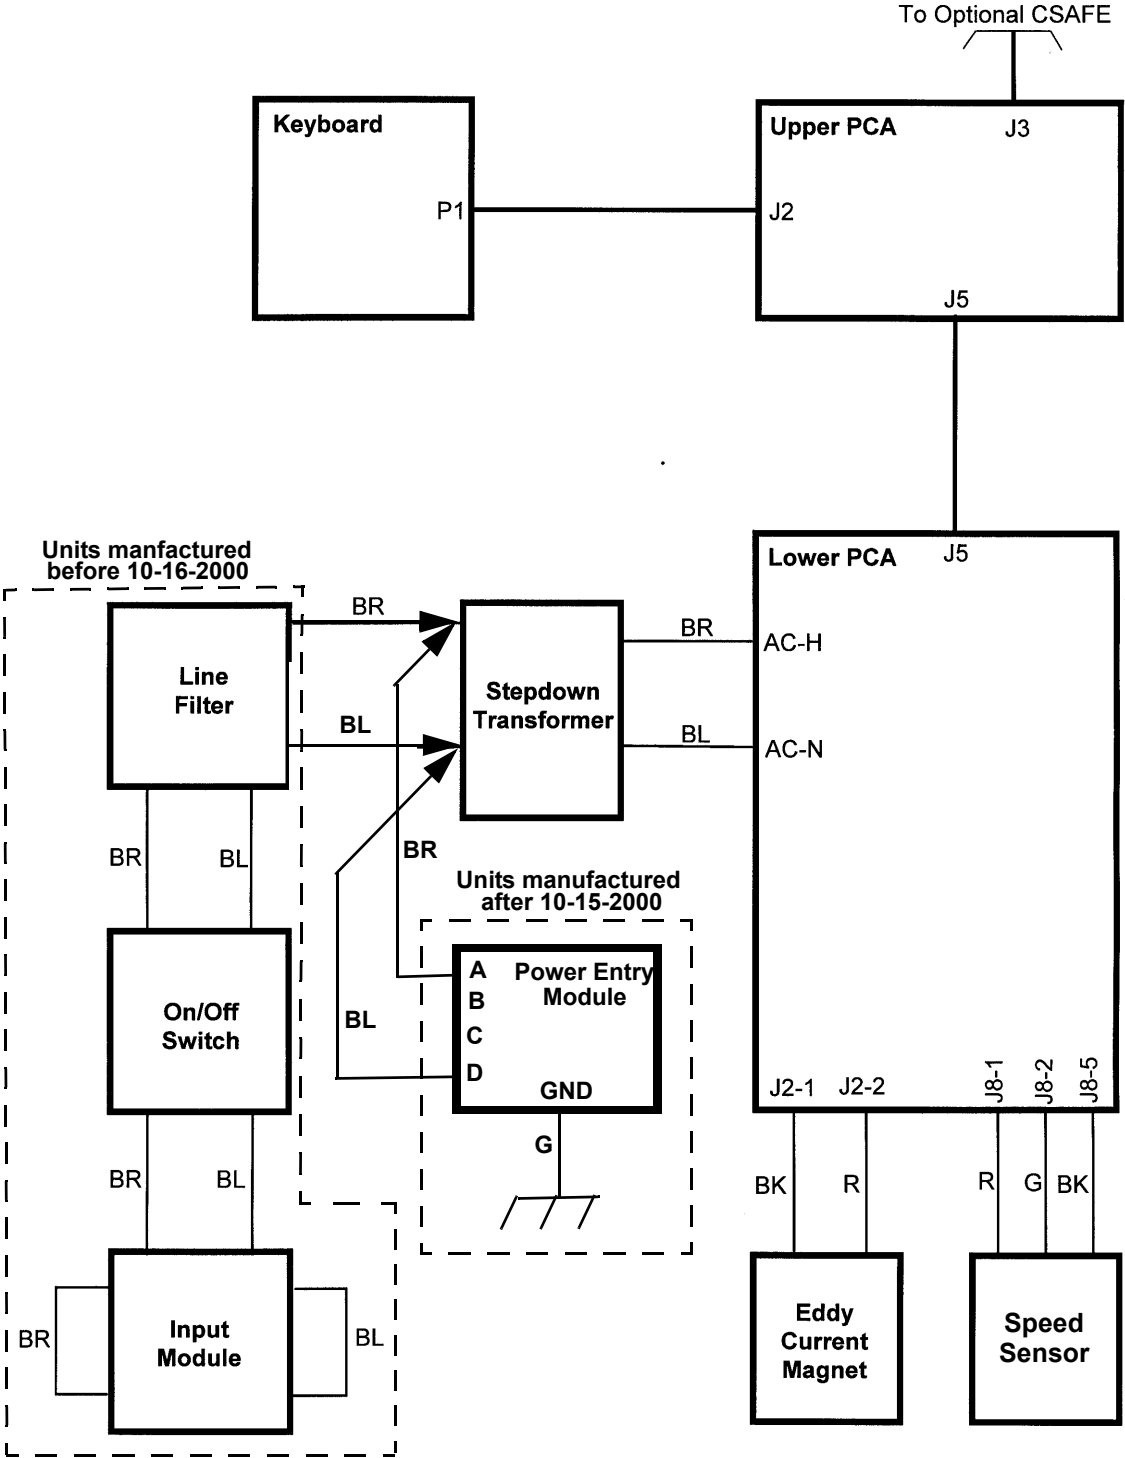 To Optional CSAFE
Keyboard
P1
Upper PCA
J3
J2
J5
Units manfactured
before 10-16-2000
Line
Filter
BR
BL
BR
BL
On/Off
Switch
BR
BL
Input
Module
BR
BL
Stepdown
Transformer
BR
BL
BR
BL
Units manufactured
after 10-15-2000
A
B
C
D
Power Entry
Module
GND
G
Lower PCA
J5
AC-H
AC-N
J2-1
J2-2
J8-1
J8-2
J8-5
BK
R
R
G
BK
Eddy
Current
Magnet
Speed
Sensor